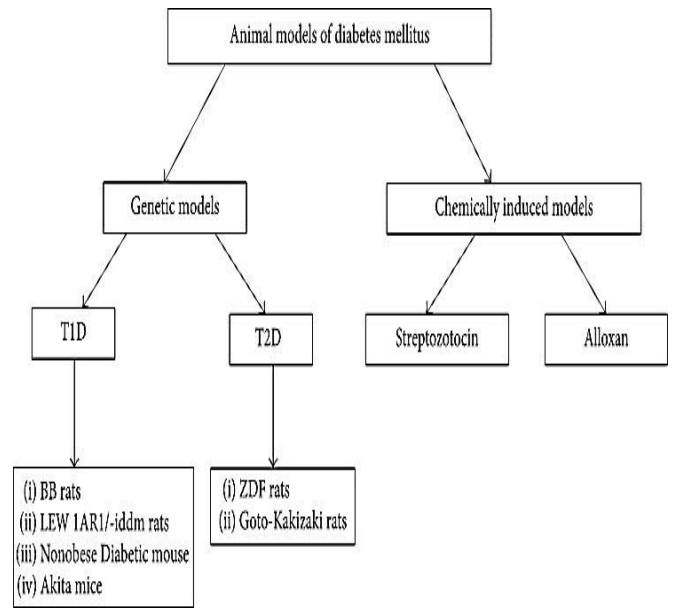 Animal models of diabetes mellitus
Genetic models
Chemically induced models
T1D
T2D
Streptozotocin
Alloxan
(i) BB rats
(ii) LEW 1AR1/-iddm rats
(iii) Nonobese Diabetic mouse
(iv) Akita mice
(i) ZDF rats
(ii) Goto-Kakizaki rats